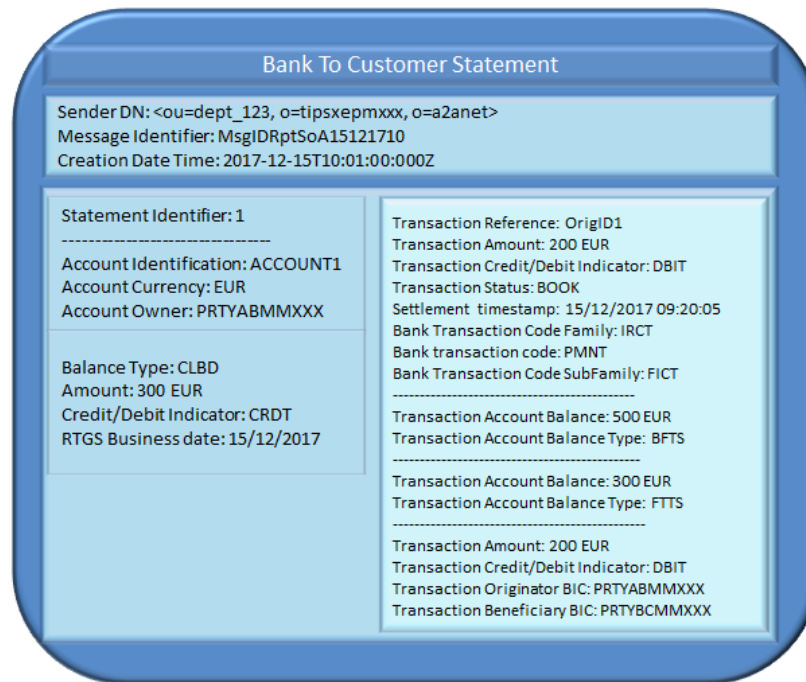 Bank To Customer Statement
Sender DN: <ou=dept_123, o=tipsxepmxxx, o=a2anet>
Message Identifier: MsgIDRptSoA15121710
Creation Date Time: 2017-12-15T10:01:00:000Z
Statement Identifier: 1
----------------------------------
Account Identification: ACCOUNT1
Account Currency: EUR
Account Owner: PRTYABMMXXX
Balance Type: CLBD
Amount: 300 EUR
Credit/Debit Indicator: CRDT
RTGS Business date: 15/12/2017
Transaction Reference: OrigID1
Transaction Amount: 200 EUR
Transaction Credit/Debit Indicator: DBIT
Transaction Status: BOOK
Settlement timestamp: 15/12/2017 09:20:05
Bank Transaction Code Family: IRCT
Bank transaction code: PMNT
Bank Transaction Code SubFamily: FICT
----------------------------------------------
Transaction Account Balance: 500 EUR
Transaction Account Balance Type: BFTS
----------------------------------------------
Transaction Account Balance: 300 EUR
Transaction Account Balance Type: FTTS
-----------------------------------------------
Transaction Amount: 200 EUR
Transaction Credit/Debit Indicator: DBIT
Transaction Originator BIC: PRTYABMMXXX
Transaction Beneficiary BIC: PRTYBCMMXXX